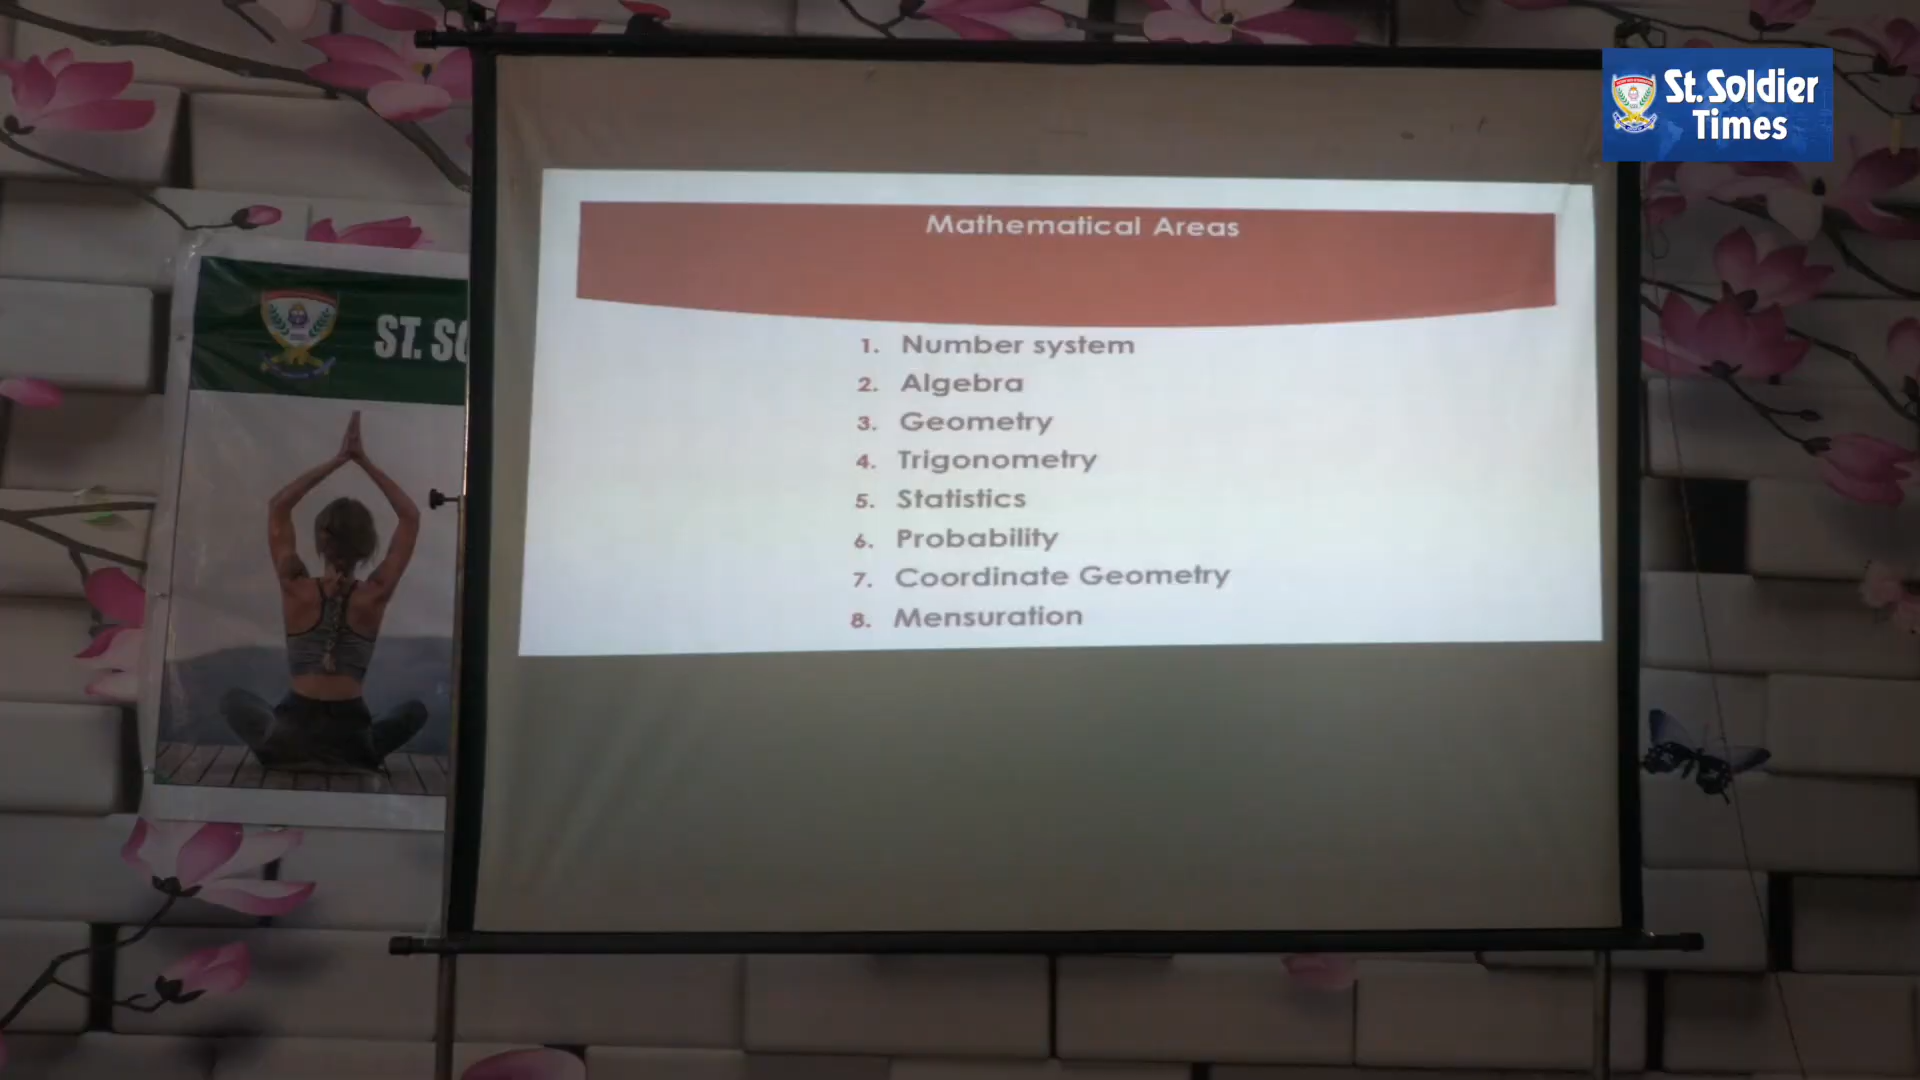 St. Soldier
Times
Mathematical Areas
1. Number system
2. Algebra
3. Geometry
4. Trigonometry
5. Statistics
6. Probability
7. Coordinate Geometry
8. Mensuration
ST. SO